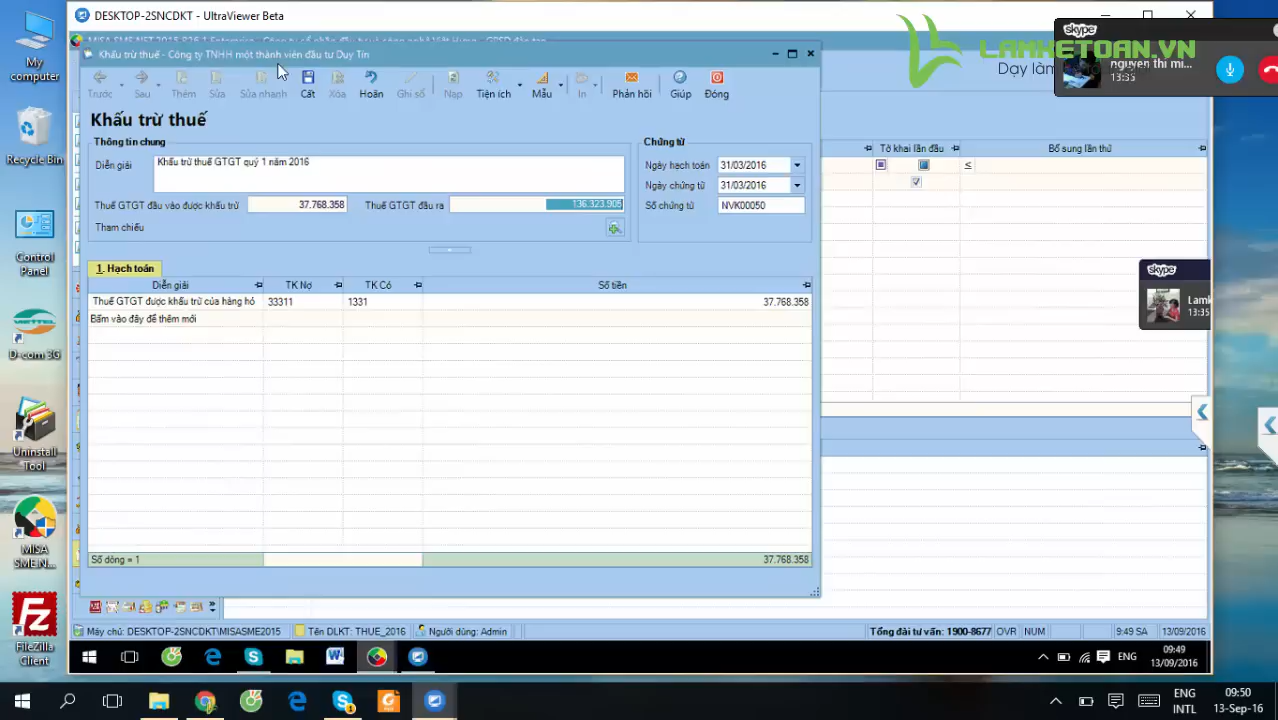 DESKTOP-2SNCDKT - UltraViewer Beta
Khấu trừ thuế - Công ty TNHH một thành viên đầu tư Duy Tín
LAMKETOAN.VN
Dạy làm
skype
nguyen thi mi...
13:35
Trước
Sau
Thêm
Sửa
Sửa nhanh
Cất
Xóa
Hoãn
Ghi sổ
Nạp
Tiện ích
Mẫu
In
Phản hồi
Giúp
Đóng
Khấu trừ thuế
Thông tin chung
Diễn giải
Khấu trừ thuế GTGT quý 1 năm 2016
Thuế GTGT đầu vào được khấu trừ
37.768.358
Thuế GTGT đầu ra
136.323.905
Tham chiếu
Chứng từ
Ngày hạch toán
31/03/2016
Ngày chứng từ
31/03/2016
Số chứng từ
NVK00050
Tờ khai lần đầu
Bổ sung lần thứ
≤
1. Hạch toán
Diễn giải
TK Nợ
TK Có
Số tiền
Thuế GTGT được khấu trừ của hàng hó
33311
1331
37.768.358
Bấm vào đây để thêm mới
Số dòng = 1
37.768.358
skype
Lamk
13:35
Máy chủ: DESKTOP-2SNCDKT\MISASME2015
Tên DLKT: THUE_2016
Người dùng: Admin
Tổng đài tư vấn: 1900-8677
OVR
NUM
9:49 SA
13/09/2016
ENG
09:49
13/09/2016
My computer
Recycle Bin
Control Panel
VIETTEL
D-com 3G
Uninstall Tool
MISA SME N...
FileZilla Client
ENG
INTL
09:50
13-Sep-16